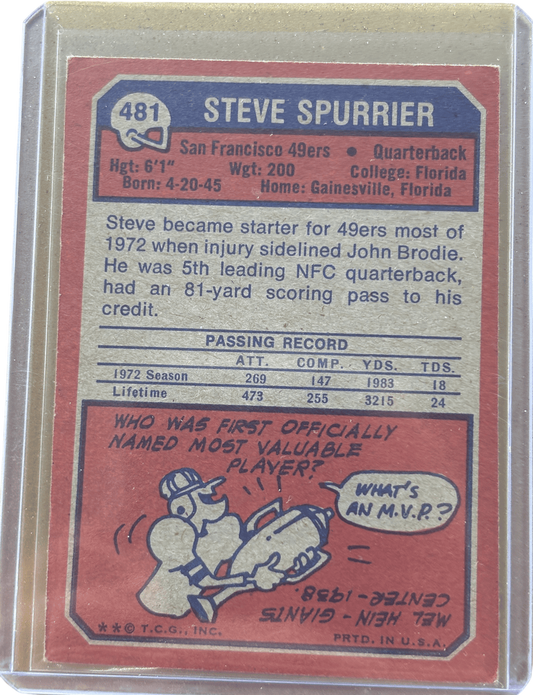 481 STEVE SPURRIER
San Francisco 49ers ● Quarterback
Hgt: 6'1" Wgt: 200 College: Florida
Born: 4-20-45 Home: Gainesville, Florida
Steve became starter for 49ers most of
1972 when injury sidelined John Brodie.
He was 5th leading NFC quarterback,
had an 81-yard scoring pass to his
credit.
PASSING RECORD
ATT. COMP. YDS. TDS.
1972 Season 269 147 1983 18
Lifetime 473 255 3215 24
WHO WAS FIRST OFFICIALLY
NAMED MOST VALUABLE
PLAYER?
WHAT'S
AN M.V.P.?
MEL HEIN - GIANTS
CENTER - 1938.
**© T.C.G., INC. PRTD. IN U.S.A.